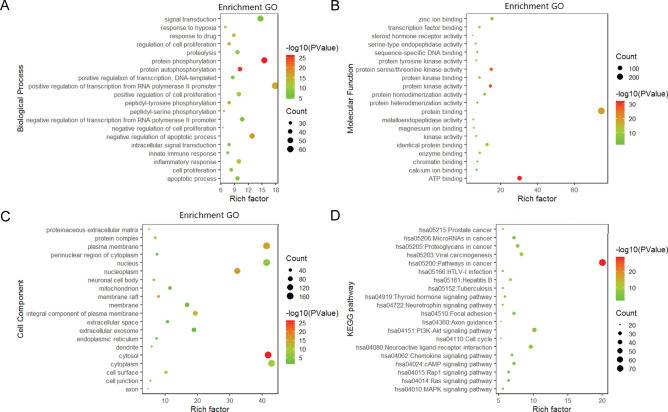 A
Enrichment GO
Biological Process
signal transduction
response to hypoxia
response to drug
regulation of cell proliferation
proteolysis
protein phosphorylation
protein autophosphorylation
positive regulation of transcription, DNA-templated
positive regulation of transcription from RNA polymerase II promoter
positive regulation of cell proliferation
peptidyl-tyrosine phosphorylation
peptidyl-serine phosphorylation
negative regulation of transcription from RNA polymerase II promoter
negative regulation of cell proliferation
negative regulation of apoptotic process
intracellular signal transduction
innate immune response
inflammatory response
cell proliferation
apoptotic process
6 9 12 15 18
Rich factor
-log10(PValue)
25
20
15
10
5
Count
30
40
50
60
B
Enrichment GO
Molecular Function
zinc ion binding
transcription factor binding
steroid hormone receptor activity
serine-type endopeptidase activity
sequence-specific DNA binding
protein tyrosine kinase activity
protein serine/threonine kinase activity
protein kinase binding
protein kinase activity
protein homodimerization activity
protein heterodimerization activity
protein binding
metalloendopeptidase activity
magnesium ion binding
kinase activity
identical protein binding
enzyme binding
chromatin binding
calcium ion binding
ATP binding
20 40 60
Rich factor
Count
100
200
-log10(PValue)
30
20
10
C
Enrichment GO
Cell Component
proteinaceous extracellular matrix
protein complex
plasma membrane
perinuclear region of cytoplasm
nucleus
nucleoplasm
neuronal cell body
mitochondrion
membrane raft
membrane
integral component of plasma membrane
extracellular space
extracellular exosome
endoplasmic reticulum
dendrite
cytosol
cytoplasm
cell surface
cell junction
axon
10 20 30 40
Rich factor
Count
40
80
120
160
-log10(PValue)
25
20
15
10
5
D
KEGG pathway
hsa05215:Prostate cancer
hsa05206:MicroRNAs in cancer
hsa05205:Proteoglycans in cancer
hsa05203:Viral carcinogenesis
hsa05200:Pathways in cancer
hsa05166:HTLV-I infection
hsa05161:Hepatitis B
hsa05152:Tuberculosis
hsa04919:Thyroid hormone signaling pathway
hsa04722:Neurotrophin signaling pathway
hsa04510:Focal adhesion
hsa04360:Axon guidance
hsa04151:PI3K-Akt signaling pathway
hsa04110:Cell cycle
hsa04080:Neuroactive ligand-receptor interaction
hsa04062:Chemokine signaling pathway
hsa04024:cAMP signaling pathway
hsa04015:Rap1 signaling pathway
hsa04014:Ras signaling pathway
hsa04010:MAPK signaling pathway
5 10 15 20
Rich factor
-log10(PValue)
40
30
20
10
Count
20
30
40
50
60
70